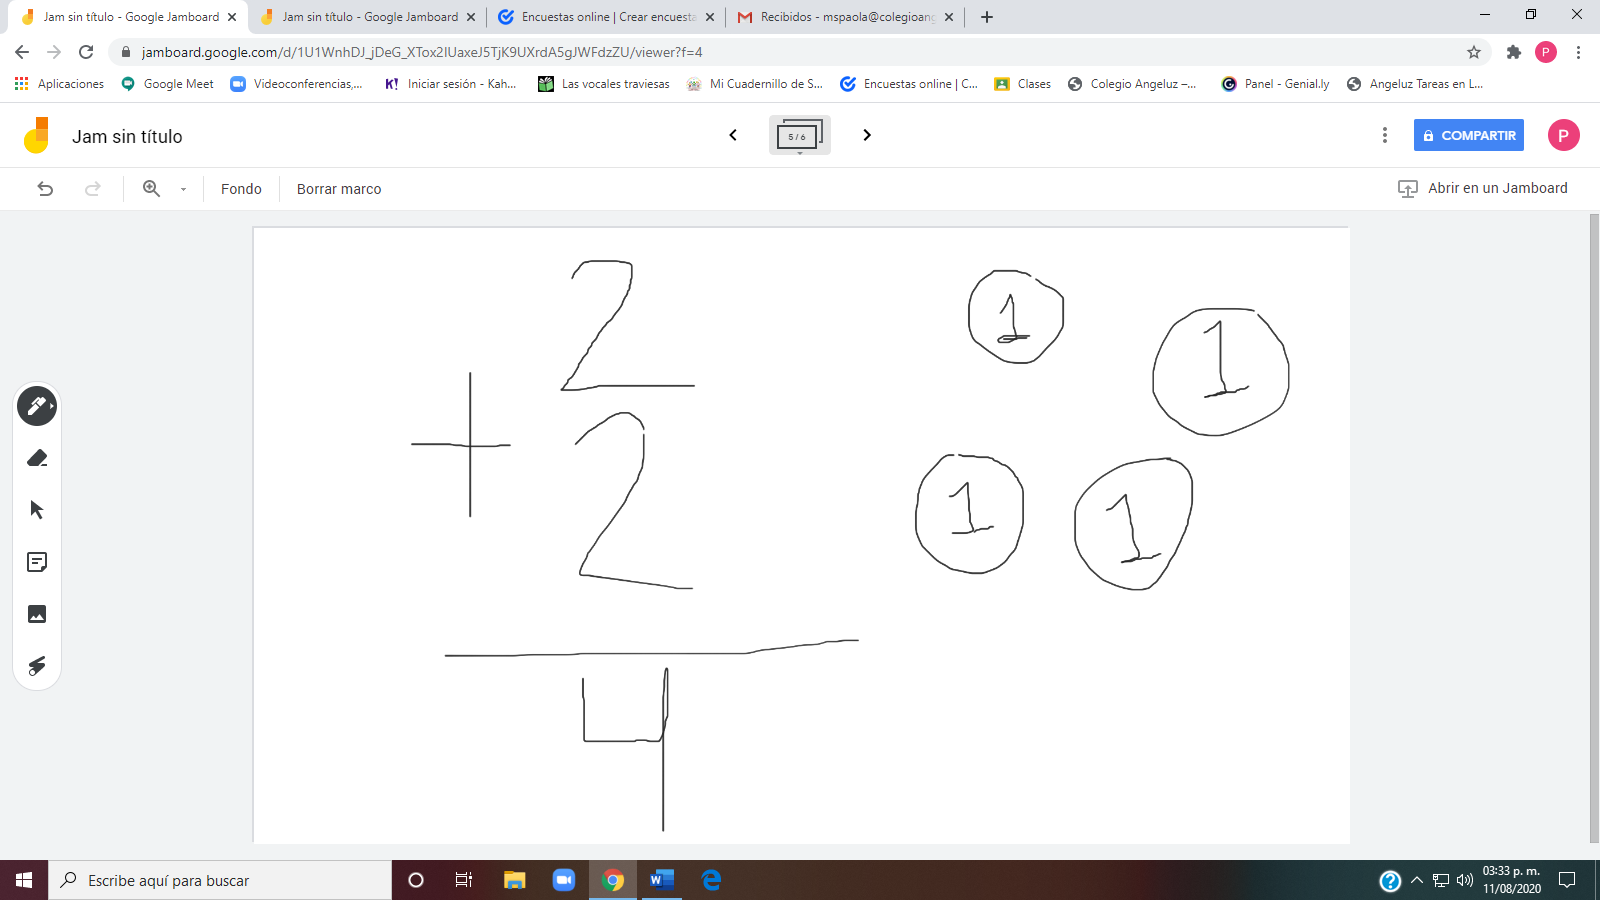 Jam sin título - Google Jamboard
Jam sin título - Google Jamboard
Encuestas online | Crear encuesta
Recibidos - mspaola@colegioang
jamboard.google.com/d/1U1WnhDJ_jDeG_XTox2IUaxeJ5TjK9UXrdA5gJWFdzZU/viewer?f=4
P
Aplicaciones
Google Meet
Videoconferencias,...
K! Iniciar sesión - Kah...
Las vocales traviesas
Mi Cuadernillo de S...
Encuestas online | C...
Clases
Colegio Angeluz –...
Panel - Genial.ly
Angeluz Tareas en L...
Jam sin título
5 / 6
COMPARTIR
P
Fondo
Borrar marco
Abrir en un Jamboard
2
+ 2
4
1
1
1
1
Escribe aquí para buscar
03:33 p. m.
11/08/2020